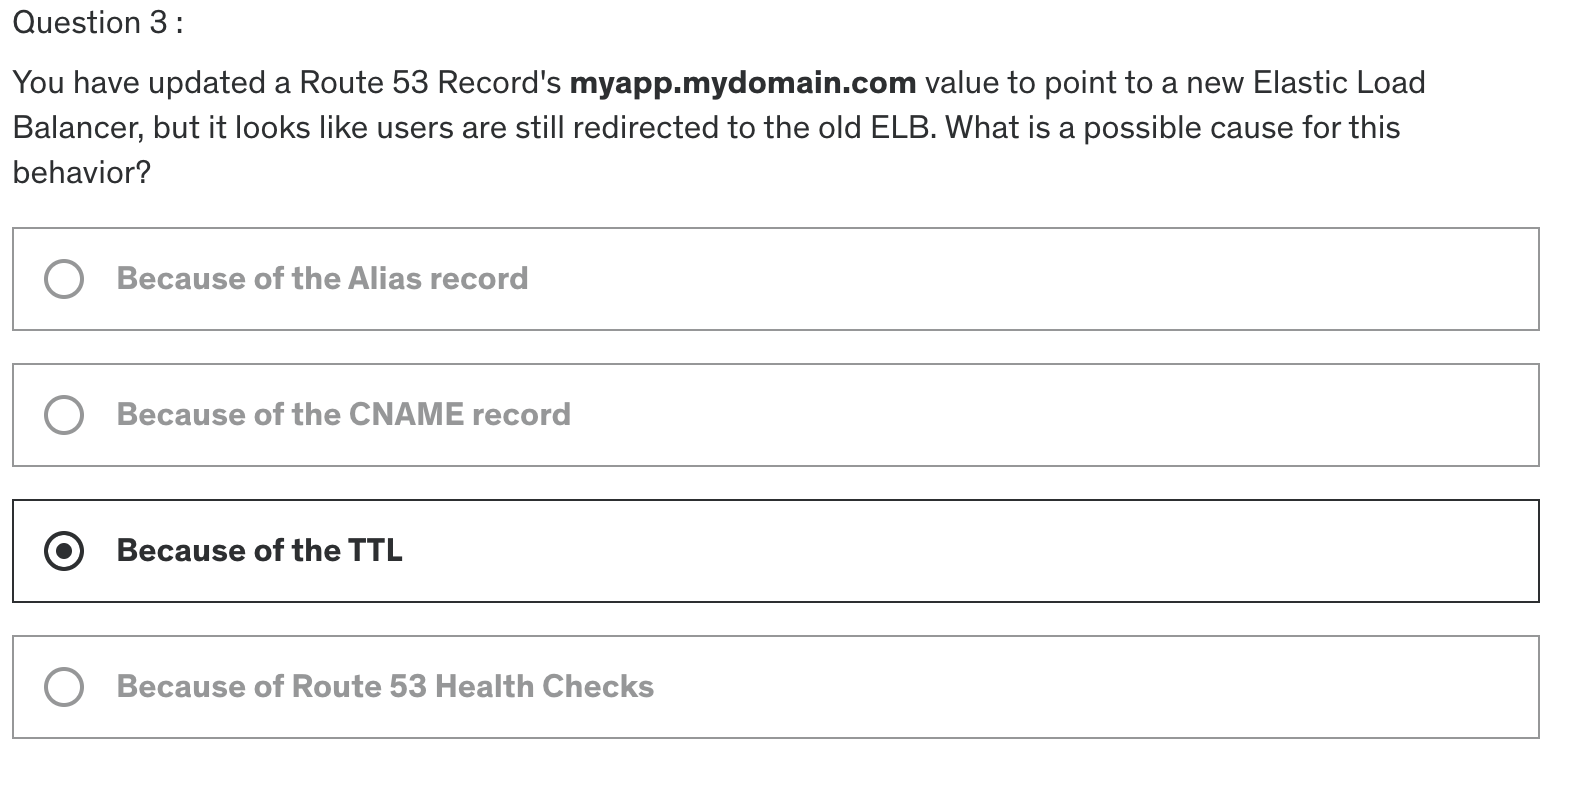 Question 3 :
You have updated a Route 53 Record's myapp.mydomain.com value to point to a new Elastic Load
Balancer, but it looks like users are still redirected to the old ELB. What is a possible cause for this
behavior?
Because of the Alias record
Because of the CNAME record
Because of the TTL
Because of Route 53 Health Checks